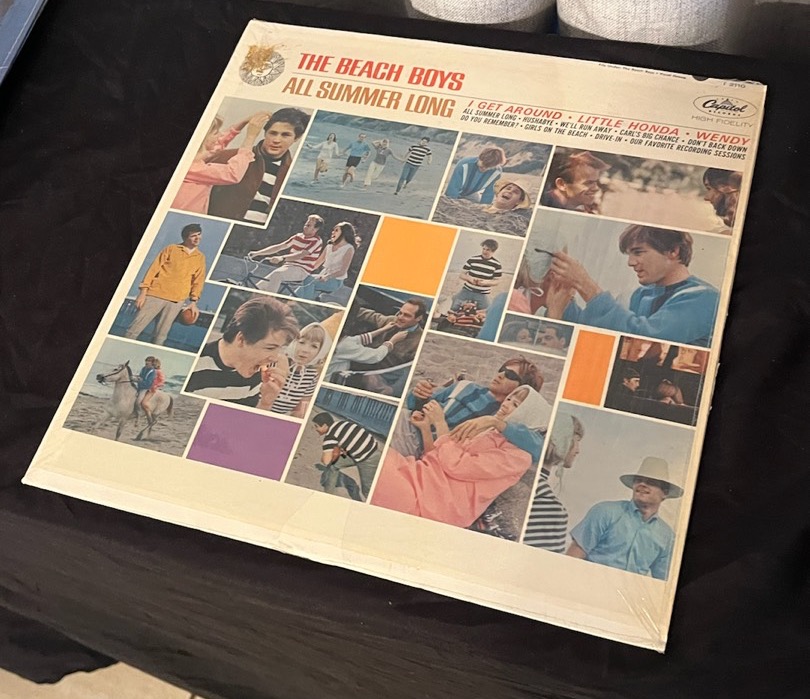 THE BEACH BOYS
ALL SUMMER LONG
I GET AROUND • LITTLE HONDA • WENDY
ALL SUMMER LONG • HUSHABYE • WE'LL RUN AWAY • CARL'S BIG CHANCE • DON'T BACK DOWN
DO YOU REMEMBER? • GIRLS ON THE BEACH • DRIVE-IN • OUR FAVORITE RECORDING SESSIONS
Capitol
RECORDS
HIGH FIDELITY